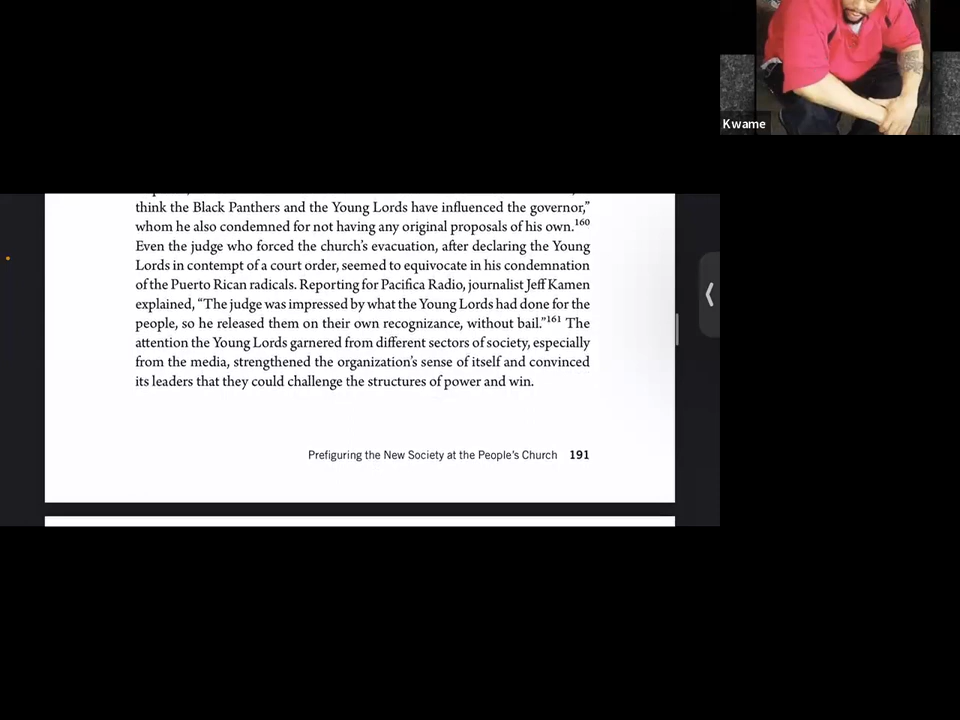 Kwame
think the Black Panthers and the Young Lords have influenced the governor,”
whom he also condemned for not having any original proposals of his own.160
Even the judge who forced the church’s evacuation, after declaring the Young
Lords in contempt of a court order, seemed to equivocate in his condemnation
of the Puerto Rican radicals. Reporting for Pacifica Radio, journalist Jeff Kamen
explained, “The judge was impressed by what the Young Lords had done for the
people, so he released them on their own recognizance, without bail.”161 The
attention the Young Lords garnered from different sectors of society, especially
from the media, strengthened the organization’s sense of itself and convinced
its leaders that they could challenge the structures of power and win.
Prefiguring the New Society at the People’s Church 191